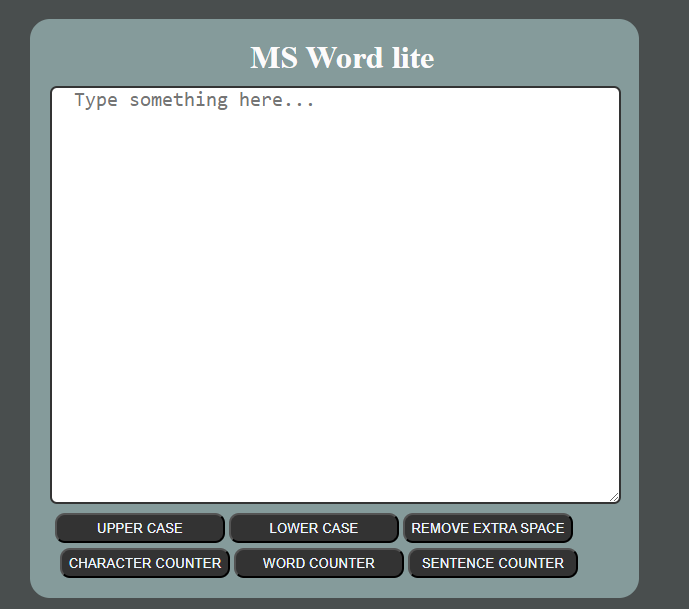 MS Word lite
Type something here...
UPPER CASE LOWER CASE REMOVE EXTRA SPACE
CHARACTER COUNTER WORD COUNTER SENTENCE COUNTER